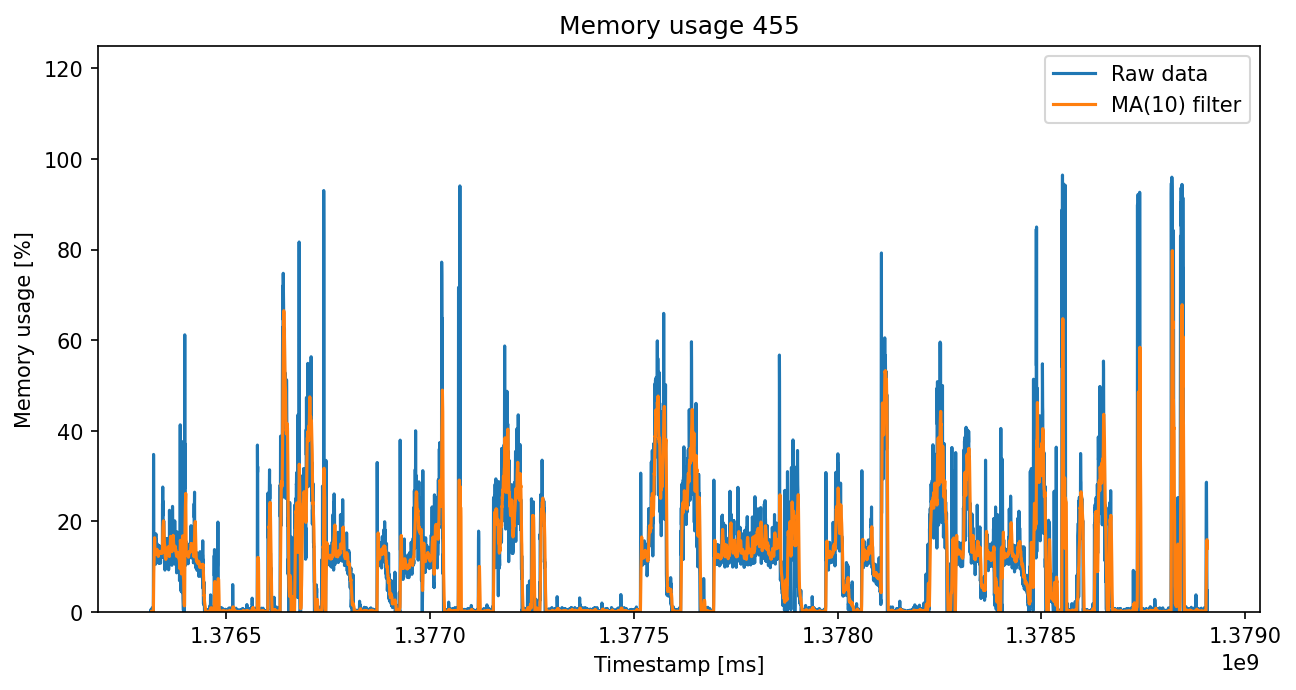 Memory usage 455
Raw data
MA(10) filter
Memory usage [%]
120
100
80
60
40
20
0
1.3765 1.3770 1.3775 1.3780 1.3785 1.3790
1e9
Timestamp [ms]